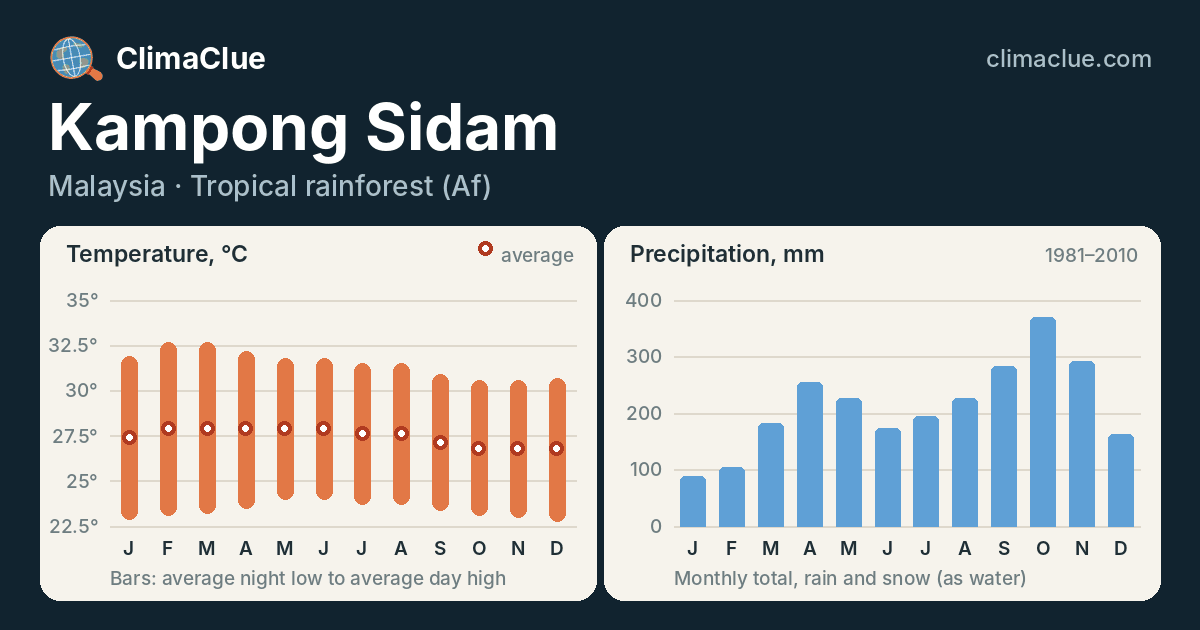 ClimaClue
climaclue.com
Kampong Sidam
Malaysia · Tropical rainforest (Af)
Temperature, °C
average
35°
32.5°
30°
27.5°
25°
22.5°
J F M A M J J A S O N D
Bars: average night low to average day high
Precipitation, mm
1981–2010
400
300
200
100
0
J F M A M J J A S O N D
Monthly total, rain and snow (as water)